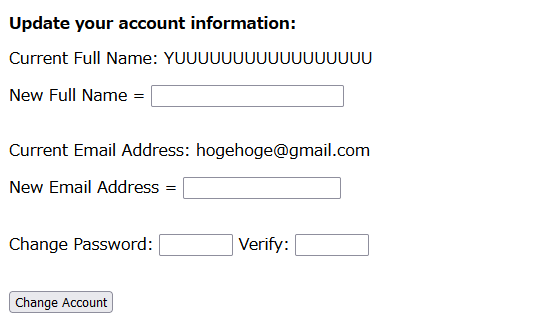 Update your account information:
Current Full Name: YUUUUUUUUUUUUUUUUU
New Full Name =
Current Email Address: hogehoge@gmail.com
New Email Address =
Change Password: Verify:
Change Account